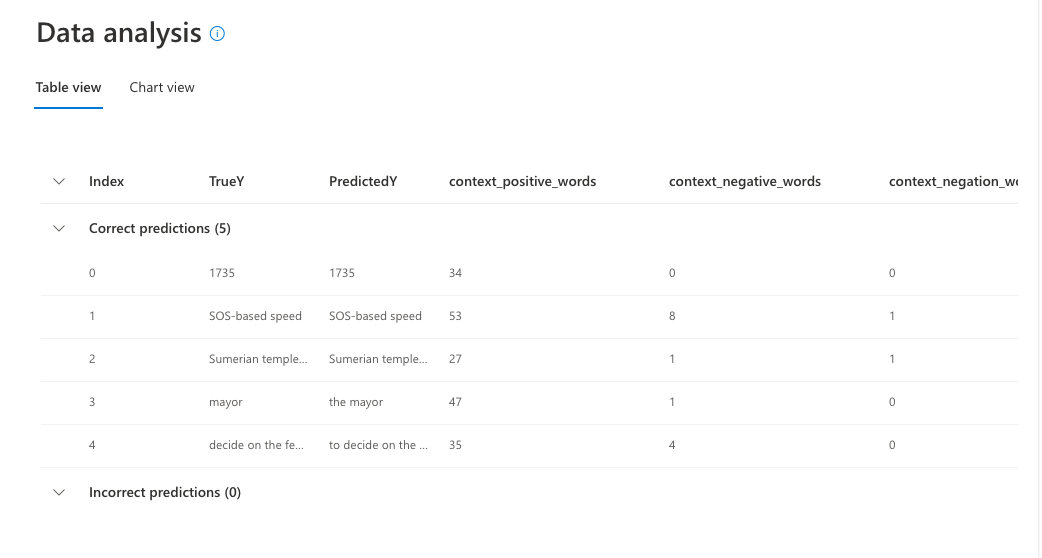 Data analysis
Table view Chart view
Index TrueY PredictedY context_positive_words context_negative_words context_negation_wo
Correct predictions (5)
0 1735 1735 34 0 0
1 SOS-based speed SOS-based speed 53 8 1
2 Sumerian temple... Sumerian temple... 27 1 1
3 mayor the mayor 47 1 0
4 decide on the fe... to decide on the ... 35 4 0
Incorrect predictions (0)